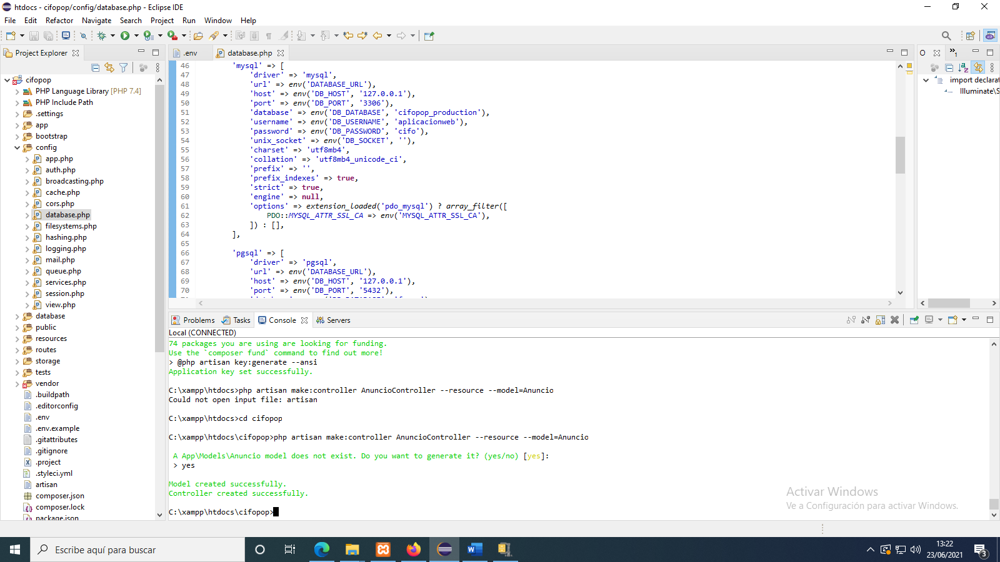 htdocs - cifopop/config/database.php - Eclipse IDE
File Edit Refactor Navigate Search Project Run Window Help
Project Explorer
cifopop
PHP Language Library [PHP 7.4]
PHP Include Path
.settings
app
bootstrap
config
app.php
auth.php
broadcasting.php
cache.php
cors.php
database.php
filesystems.php
hashing.php
logging.php
mail.php
queue.php
services.php
session.php
view.php
database
public
resources
routes
storage
tests
vendor
.buildpath
.editorconfig
.env
.env.example
.gitattributes
.gitignore
.project
.styleci.yml
artisan
composer.json
composer.lock
package.json
.env database.php
46 'mysql' => [
47 'driver' => 'mysql',
48 'url' => env('DATABASE_URL'),
49 'host' => env('DB_HOST', '127.0.0.1'),
50 'port' => env('DB_PORT', '3306'),
51 'database' => env('DB_DATABASE', 'cifopop_production'),
52 'username' => env('DB_USERNAME', 'aplicacionweb'),
53 'password' => env('DB_PASSWORD', 'cifo'),
54 'unix_socket' => env('DB_SOCKET', ''),
55 'charset' => 'utf8mb4',
56 'collation' => 'utf8mb4_unicode_ci',
57 'prefix' => '',
58 'prefix_indexes' => true,
59 'strict' => true,
60 'engine' => null,
61 'options' => extension_loaded('pdo_mysql') ? array_filter([
62 PDO::MYSQL_ATTR_SSL_CA => env('MYSQL_ATTR_SSL_CA'),
63 ]) : [],
64 ],
65
66 'pgsql' => [
67 'driver' => 'pgsql',
68 'url' => env('DATABASE_URL'),
69 'host' => env('DB_HOST', '127.0.0.1'),
70 'port' => env('DB_PORT', '5432'),
O
1
import declarat
Illuminate\S
Problems Tasks Console Servers
Local (CONNECTED)
74 packages you are using are looking for funding.
Use the `composer fund` command to find out more!
> @php artisan key:generate --ansi
Application key set successfully.
C:\xampp\htdocs>php artisan make:controller AnuncioController --resource --model=Anuncio
Could not open input file: artisan
C:\xampp\htdocs>cd cifopop
C:\xampp\htdocs\cifopop>php artisan make:controller AnuncioController --resource --model=Anuncio
A App\Models\Anuncio model does not exist. Do you want to generate it? (yes/no) [yes]:
> yes
Model created successfully.
Controller created successfully.
C:\xampp\htdocs\cifopop>
Activar Windows
Ve a Configuración para activar Windows.
Escribe aquí para buscar
13:22
23/06/2021
3